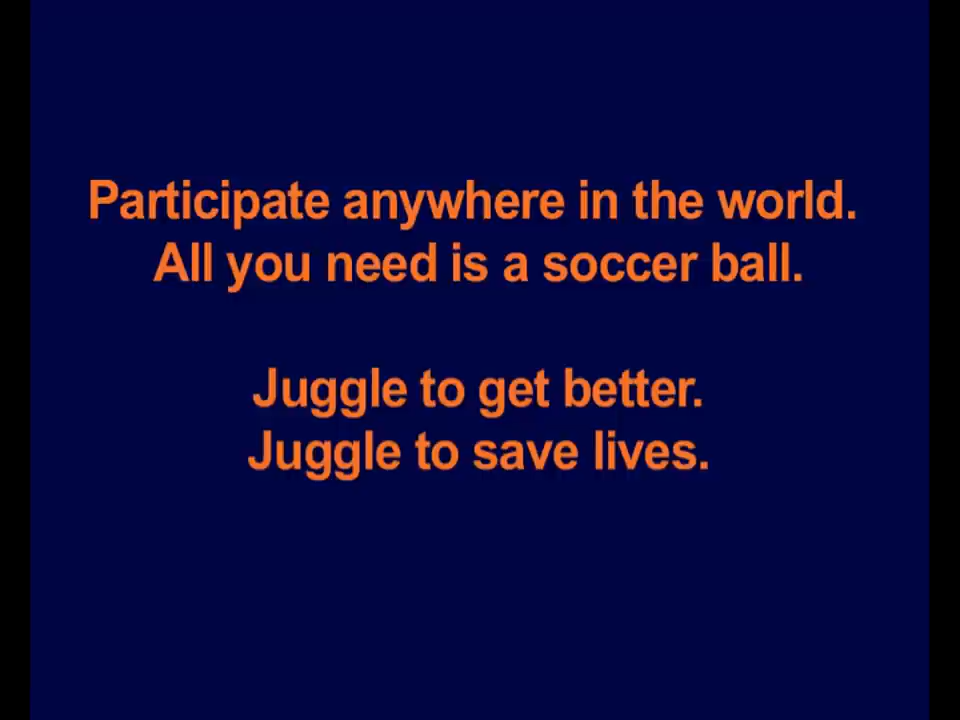 Participate anywhere in the world.
All you need is a soccer ball.
Juggle to get better.
Juggle to save lives.